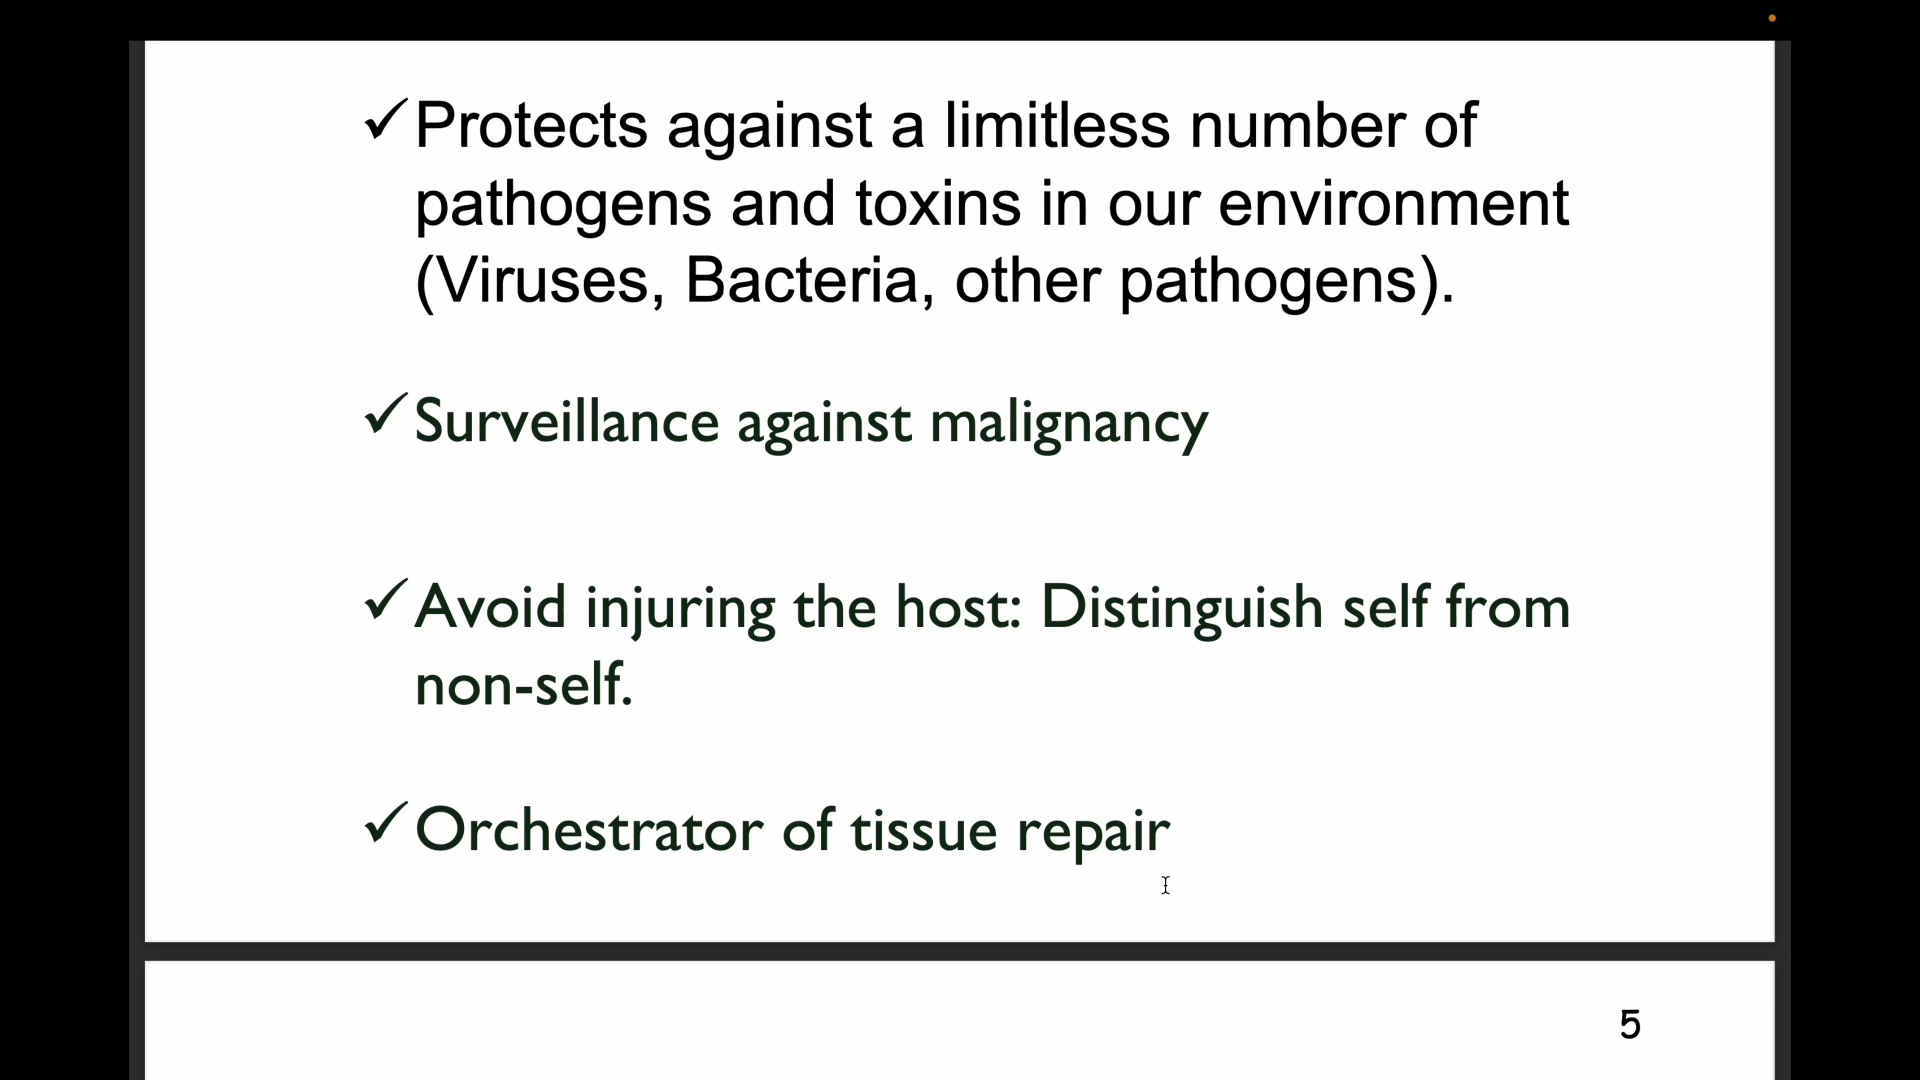 ✓Protects against a limitless number of
pathogens and toxins in our environment
(Viruses, Bacteria, other pathogens).
✓Surveillance against malignancy
✓Avoid injuring the host: Distinguish self from
non-self.
✓Orchestrator of tissue repair
5